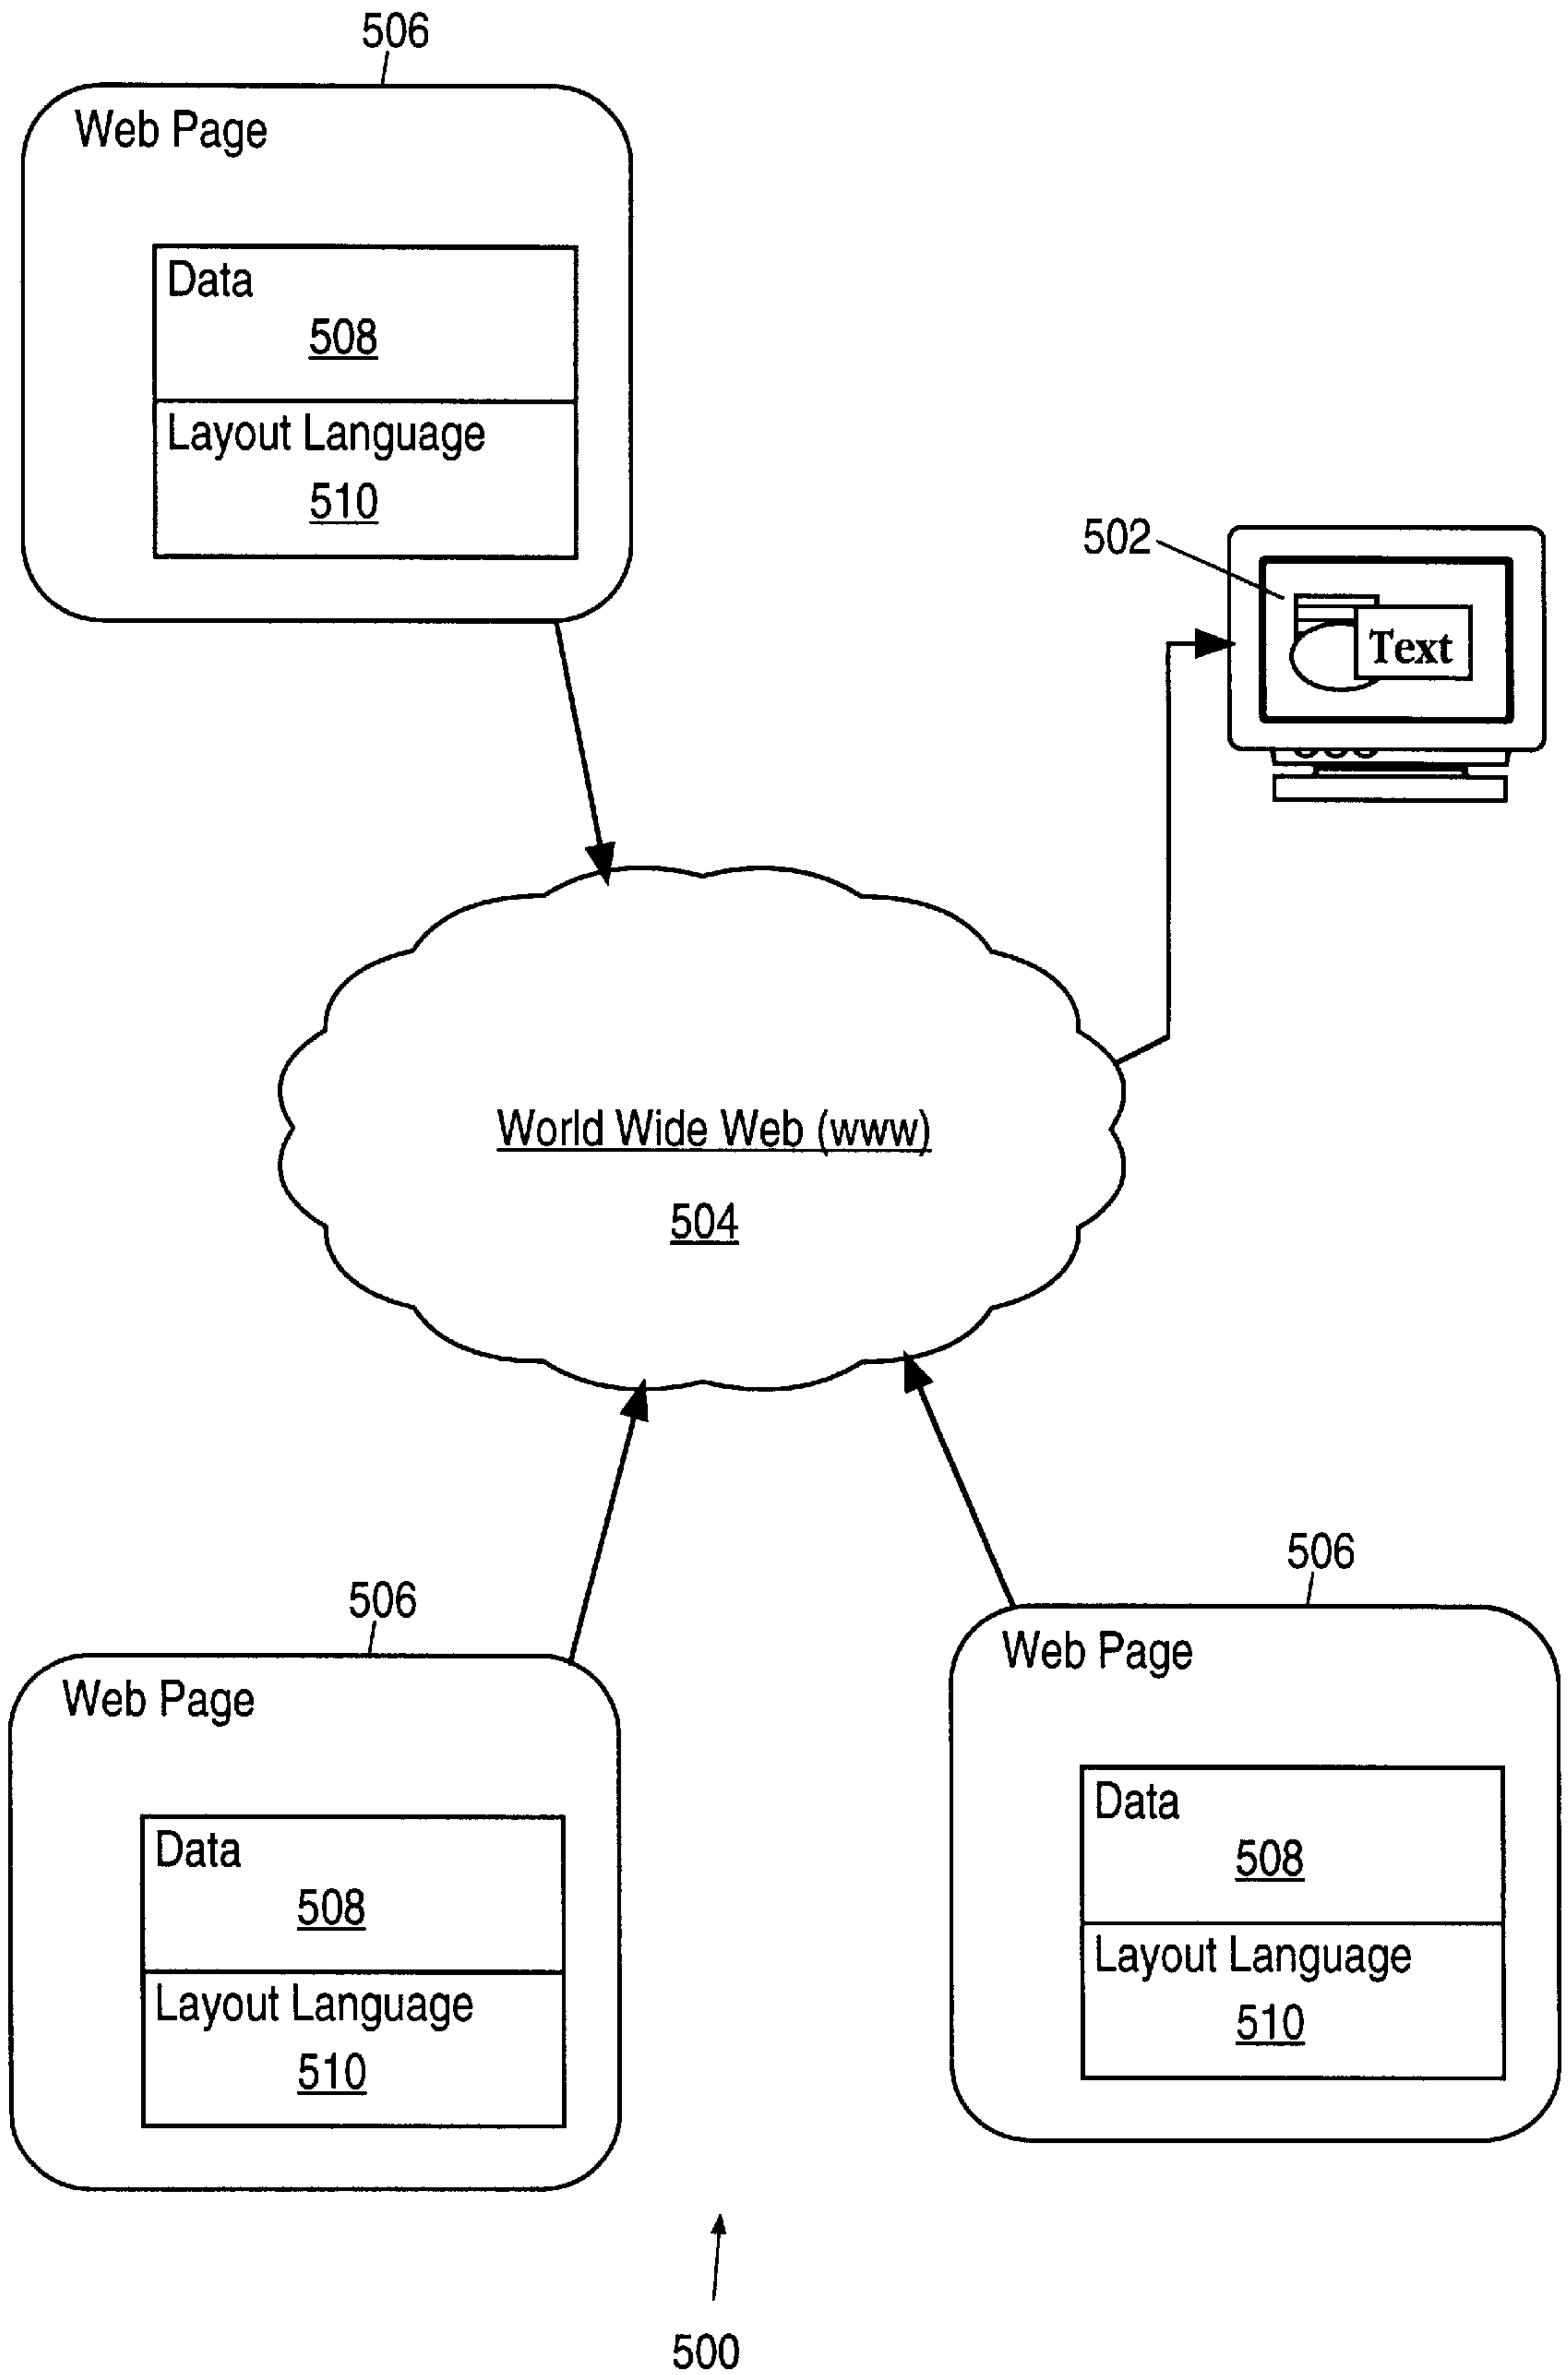 506
Web Page
Data
508
Layout Language
510
502
Text
World Wide Web (www)
504
506
Web Page
Data
508
Layout Language
510
506
Web Page
Data
508
Layout Language
510
500